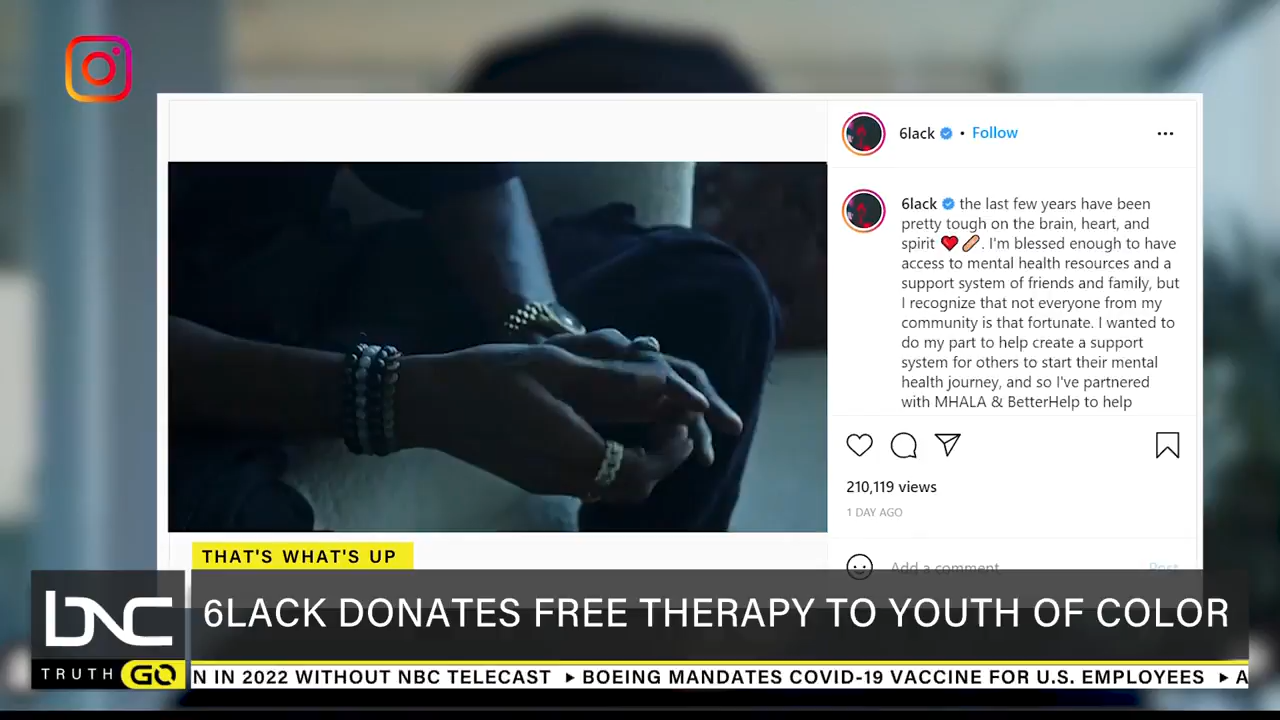 6lack • Follow
6lack the last few years have been
pretty tough on the brain, heart, and
spirit ❤️🩹. I'm blessed enough to have
access to mental health resources and a
support system of friends and family, but
I recognize that not everyone from my
community is that fortunate. I wanted to
do my part to help create a support
system for others to start their mental
health journey, and so I've partnered
with MHALA & BetterHelp to help
210,119 views
1 DAY AGO
Add a comment... Post
THAT'S WHAT'S UP
6LACK DONATES FREE THERAPY TO YOUTH OF COLOR
bnc
TRUTH GO
N IN 2022 WITHOUT NBC TELECAST ▶ BOEING MANDATES COVID-19 VACCINE FOR U.S. EMPLOYEES ▶ A